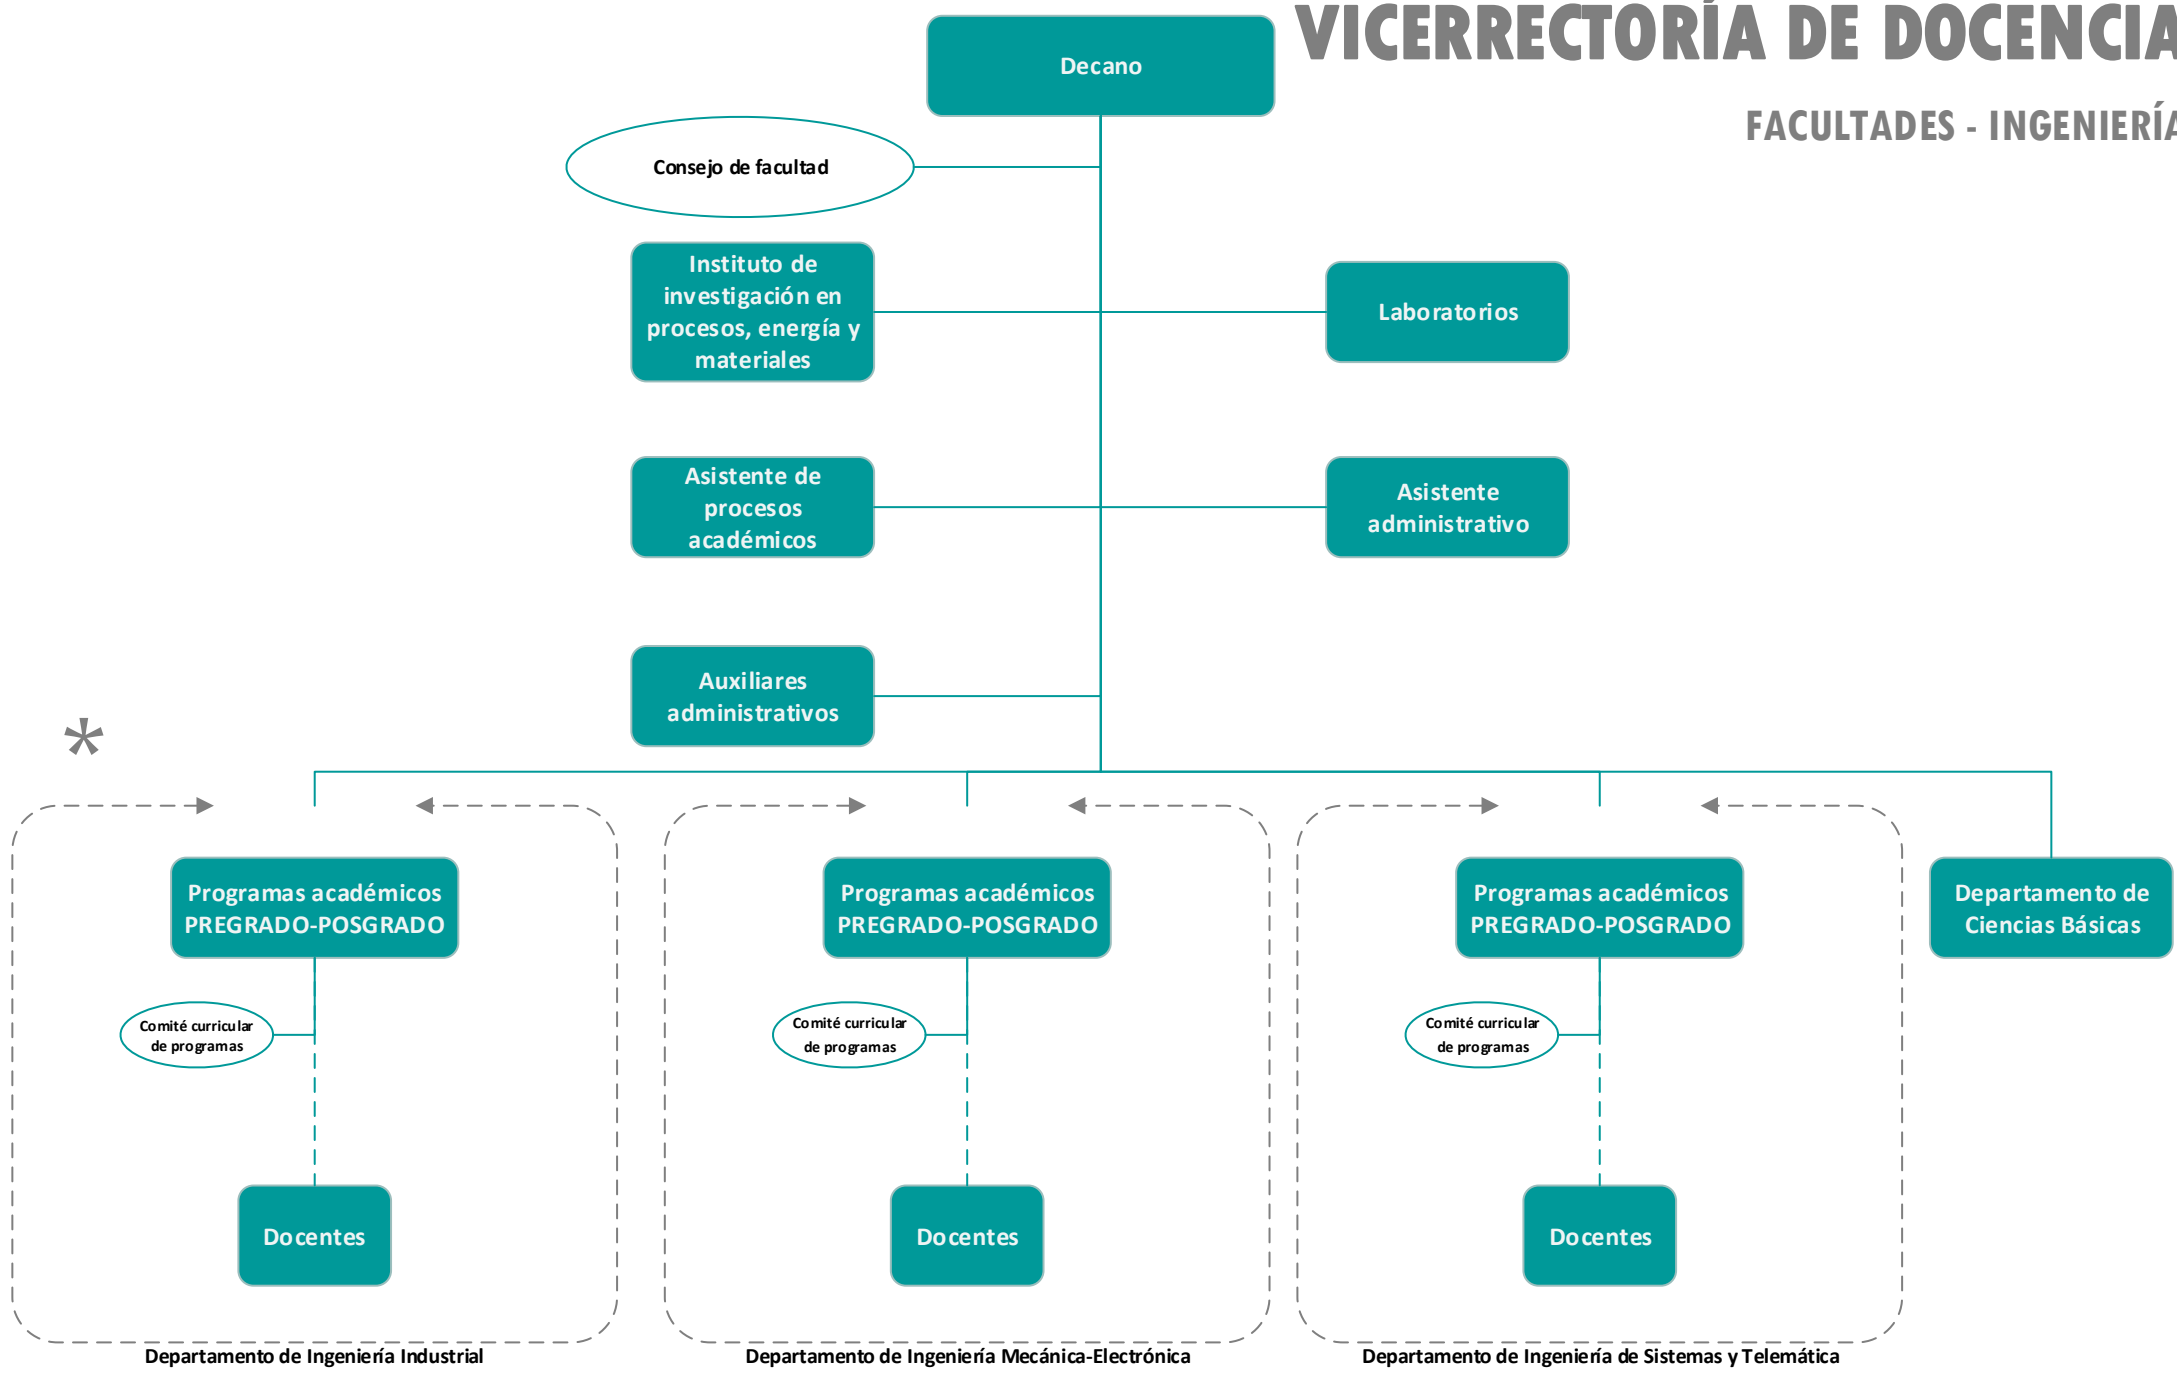 VICERRECTORÍA DE DOCENCIA
FACULTADES - INGENIERÍA
Decano
Consejo de facultad
Instituto de
investigación en
procesos, energía y
materiales
Laboratorios
Asistente de
procesos
académicos
Asistente
administrativo
Auxiliares
administrativos
*
Programas académicos
PREGRADO-POSGRADO
Programas académicos
PREGRADO-POSGRADO
Programas académicos
PREGRADO-POSGRADO
Departamento de
Ciencias Básicas
Comité curricular
de programas
Comité curricular
de programas
Comité curricular
de programas
Docentes
Docentes
Docentes
Departamento de Ingeniería Industrial
Departamento de Ingeniería Mecánica-Electrónica
Departamento de Ingeniería de Sistemas y Telemática